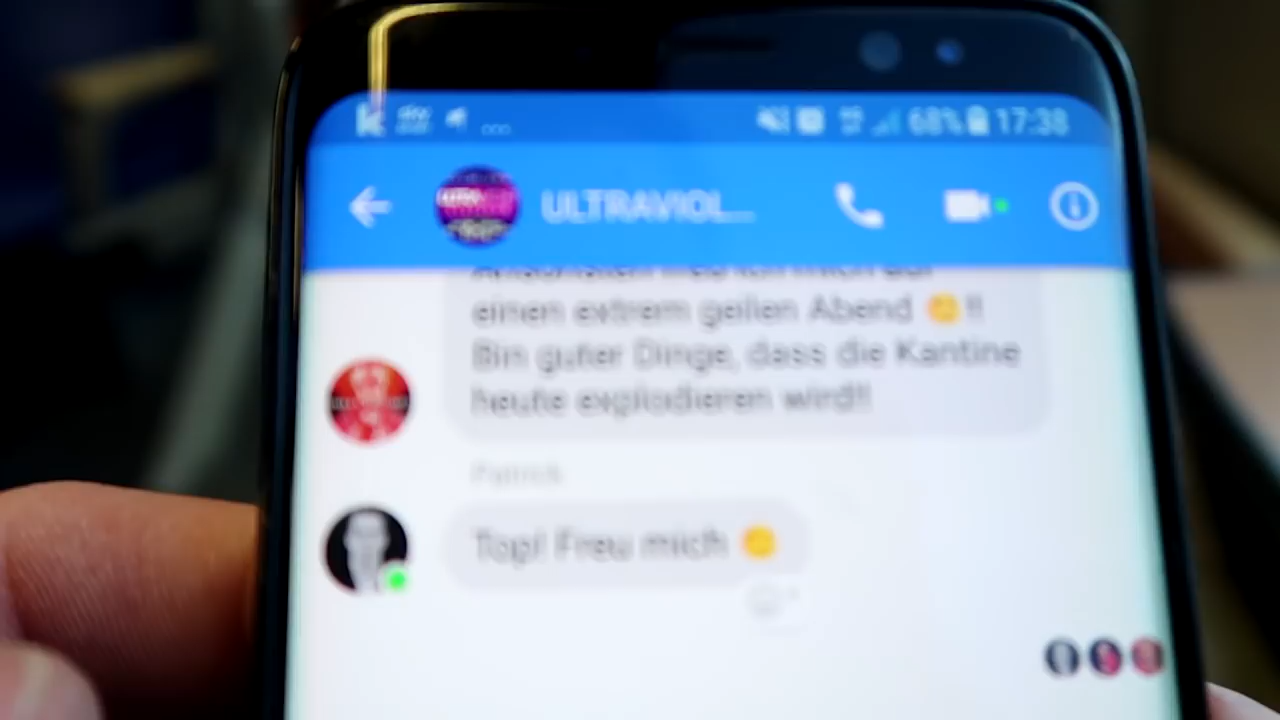 68% 17:38
ULTRAVIOL...
einen extrem geilen Abend 😊!!
Bin guter Dinge, dass die Kantine
heute explodieren wird!!
Patrick
Top! Freu mich 😊